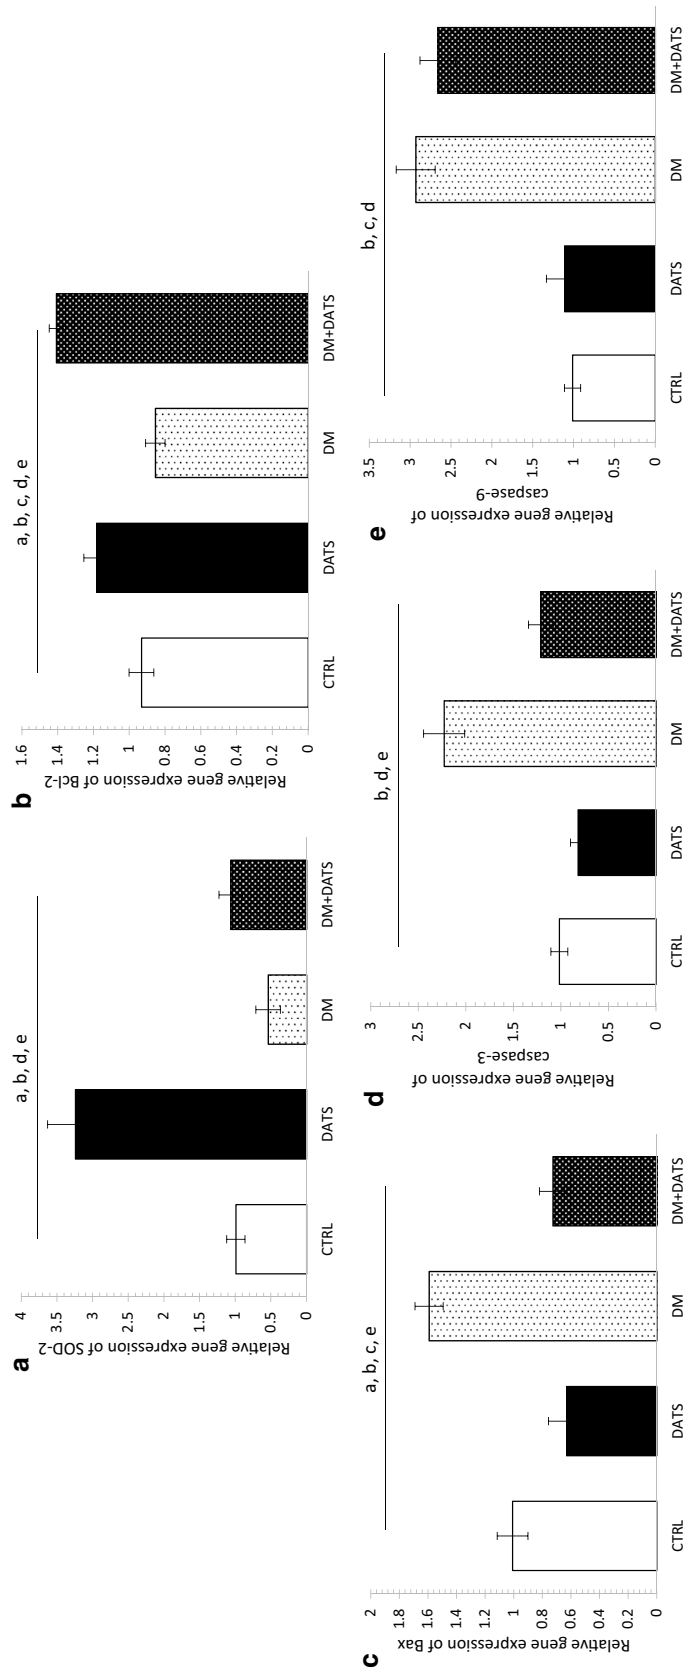 a
Relative gene expression of SOD-2
4
3.5
3
2.5
2
1.5
1
0.5
0
a, b, d, e
CTRL
DATS
DM
DM+DATS
b
Relative gene expression of Bcl-2
1.6
1.4
1.2
1
0.8
0.6
0.4
0.2
0
a, b, c, d, e
CTRL
DATS
DM
DM+DATS
c
Relative gene expression of Bax
2
1.8
1.6
1.4
1.2
1
0.8
0.6
0.4
0.2
0
a, b, c, e
CTRL
DATS
DM
DM+DATS
d
Relative gene expression of
caspase-3
3
2.5
2
1.5
1
0.5
0
b, d, e
CTRL
DATS
DM
DM+DATS
e
Relative gene expression of
caspase-9
3.5
3
2.5
2
1.5
1
0.5
0
b, c, d
CTRL
DATS
DM
DM+DATS